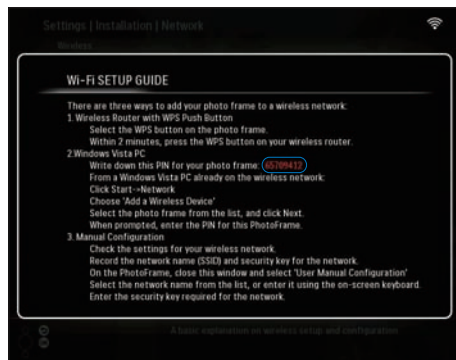 Settings | Installation | Network
Wireless
Wi-Fi SETUP GUIDE
There are three ways to add your photo frame to a wireless network:
1. Wireless Router with WPS Push Button
Select the WPS button on the photo frame.
Within 2 minutes, press the WPS button on your wireless router.
2.Windows Vista PC
Write down this PIN for your photo frame: 65709412
From a Windows Vista PC already on the wireless network:
Click Start->Network
Choose 'Add a Wireless Device'
Select the photo frame from the list, and click Next.
When prompted, enter the PIN for this PhotoFrame.
3. Manual Configuration
Check the settings for your wireless network.
Record the network name (SSID) and security key for the network.
On the PhotoFrame, close this window and select 'User Manual Configuration'
Select the network name from the list, or enter it using the on-screen keyboard.
Enter the security key required for the network.
A basic explanation on wireless setup and configuration